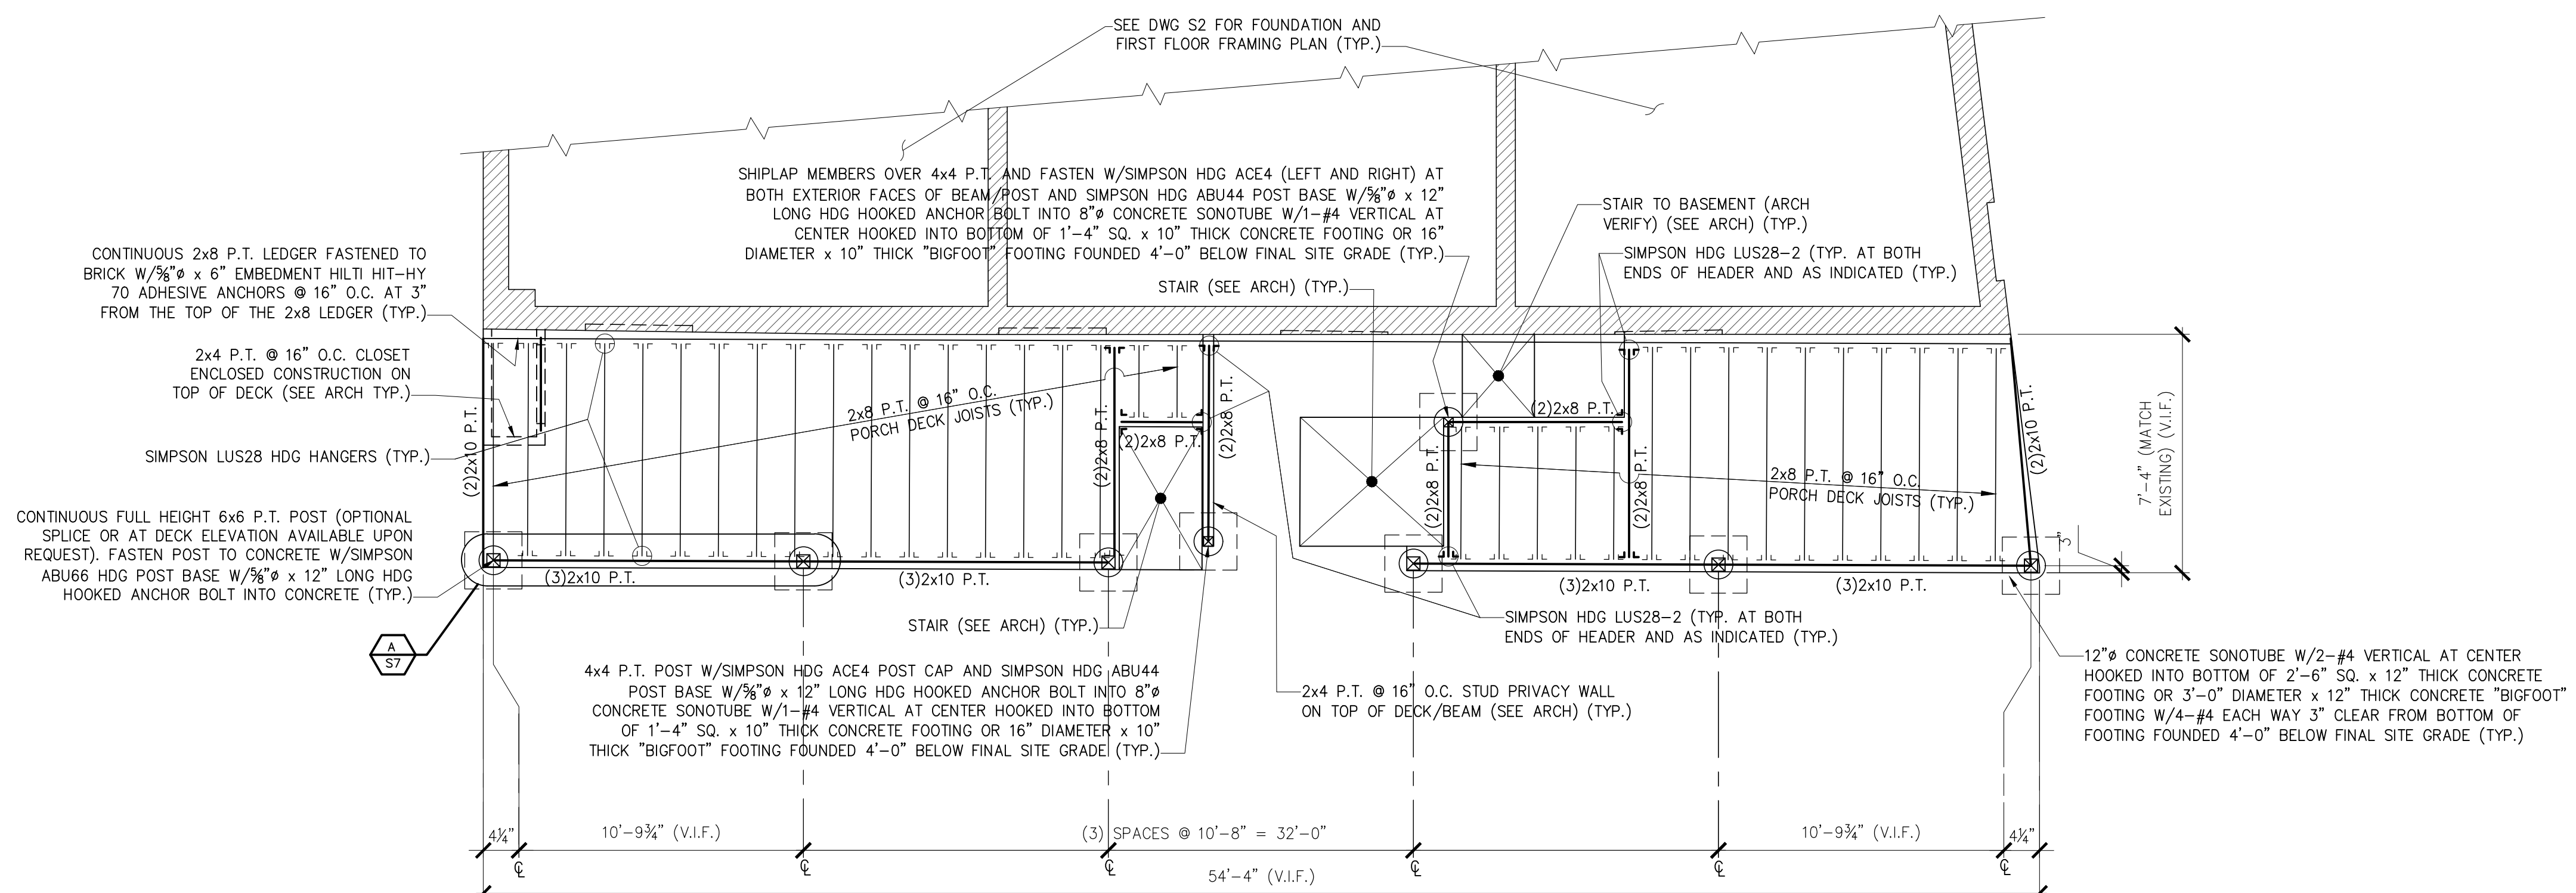 SEE DWG S2 FOR FOUNDATION AND
FIRST FLOOR FRAMING PLAN (TYP.)
SHIPLAP MEMBERS OVER 4x4 P.T. AND FASTEN W/SIMPSON HDG ACE4 (LEFT AND RIGHT) AT
BOTH EXTERIOR FACES OF BEAM/POST AND SIMPSON HDG ABU44 POST BASE W/⅝"ø x 12"
LONG HDG HOOKED ANCHOR BOLT INTO 8"ø CONCRETE SONOTUBE W/1-#4 VERTICAL AT
CENTER HOOKED INTO BOTTOM OF 1'-4" SQ. x 10" THICK CONCRETE FOOTING OR 16"
DIAMETER x 10" THICK "BIGFOOT" FOOTING FOUNDED 4'-0" BELOW FINAL SITE GRADE (TYP.)
STAIR TO BASEMENT (ARCH
VERIFY) (SEE ARCH) (TYP.)
SIMPSON HDG LUS28-2 (TYP. AT BOTH
ENDS OF HEADER AND AS INDICATED (TYP.)
STAIR (SEE ARCH) (TYP.)
CONTINUOUS 2x8 P.T. LEDGER FASTENED TO
BRICK W/⅝"ø x 6" EMBEDMENT HILTI HIT-HY
70 ADHESIVE ANCHORS @ 16" O.C. AT 3"
FROM THE TOP OF THE 2x8 LEDGER (TYP.)
2x4 P.T. @ 16" O.C. CLOSET
ENCLOSED CONSTRUCTION ON
TOP OF DECK (SEE ARCH TYP.)
SIMPSON LUS28 HDG HANGERS (TYP.)
CONTINUOUS FULL HEIGHT 6x6 P.T. POST (OPTIONAL
SPLICE OR AT DECK ELEVATION AVAILABLE UPON
REQUEST). FASTEN POST TO CONCRETE W/SIMPSON
ABU66 HDG POST BASE W/⅝"ø x 12" LONG HDG
HOOKED ANCHOR BOLT INTO CONCRETE (TYP.)
(2)2x10 P.T.
2x8 P.T. @ 16" O.C.
PORCH DECK JOISTS (TYP.)
(2)2x8 P.T.
(2)2x8 P.T.
(2)2x8 P.T.
(2)2x8 P.T.
(2)2x8 P.T.
(2)2x8 P.T.
2x8 P.T. @ 16" O.C.
PORCH DECK JOISTS (TYP.)
(2)2x10 P.T.
7'-4" (MATCH
EXISTING) (V.I.F.)
3"
(3)2x10 P.T.
(3)2x10 P.T.
(3)2x10 P.T.
(3)2x10 P.T.
A
S7
STAIR (SEE ARCH) (TYP.)
SIMPSON HDG LUS28-2 (TYP. AT BOTH
ENDS OF HEADER AND AS INDICATED (TYP.)
4x4 P.T. POST W/SIMPSON HDG ACE4 POST CAP AND SIMPSON HDG ABU44
POST BASE W/⅝"ø x 12" LONG HDG HOOKED ANCHOR BOLT INTO 8"ø
CONCRETE SONOTUBE W/1-#4 VERTICAL AT CENTER HOOKED INTO BOTTOM
OF 1'-4" SQ. x 10" THICK CONCRETE FOOTING OR 16" DIAMETER x 10"
THICK "BIGFOOT" FOOTING FOUNDED 4'-0" BELOW FINAL SITE GRADE (TYP.)
2x4 P.T. @ 16" O.C. STUD PRIVACY WALL
ON TOP OF DECK/BEAM (SEE ARCH) (TYP.)
12"ø CONCRETE SONOTUBE W/2-#4 VERTICAL AT CENTER
HOOKED INTO BOTTOM OF 2'-6" SQ. x 12" THICK CONCRETE
FOOTING OR 3'-0" DIAMETER x 12" THICK CONCRETE "BIGFOOT"
FOOTING W/4-#4 EACH WAY 3" CLEAR FROM BOTTOM OF
FOOTING FOUNDED 4'-0" BELOW FINAL SITE GRADE (TYP.)
4¼" 10'-9¾" (V.I.F.) (3) SPACES @ 10'-8" = 32'-0" 10'-9¾" (V.I.F.) 4¼"
℄ ℄ ℄ ℄ ℄ ℄
54'-4" (V.I.F.)